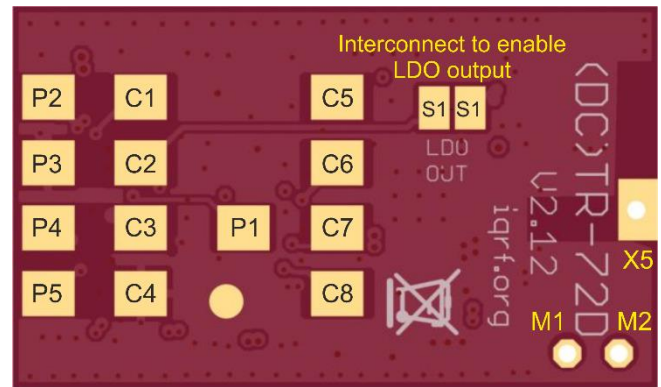 Interconnect to enable
LDO output
P2
C1
C5
S1
S1
LDO
OUT
P3
C2
C6
P4
C3
P1
C7
P5
C4
C8
(DC)TR-72D
V2.12
iqrf.org
X5
M1
M2